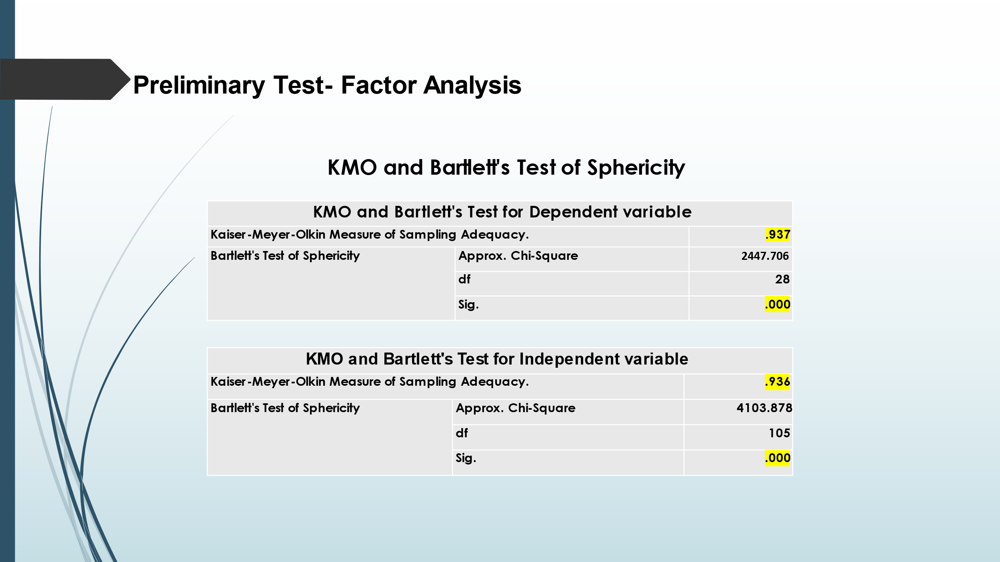 Preliminary Test- Factor Analysis
KMO and Bartlett's Test of Sphericity
KMO and Bartlett's Test for Dependent variable
Kaiser-Meyer-Olkin Measure of Sampling Adequacy. .937
Bartlett's Test of Sphericity Approx. Chi-Square 2447.706
df 28
Sig. .000
KMO and Bartlett's Test for Independent variable
Kaiser-Meyer-Olkin Measure of Sampling Adequacy. .936
Bartlett's Test of Sphericity Approx. Chi-Square 4103.878
df 105
Sig. .000